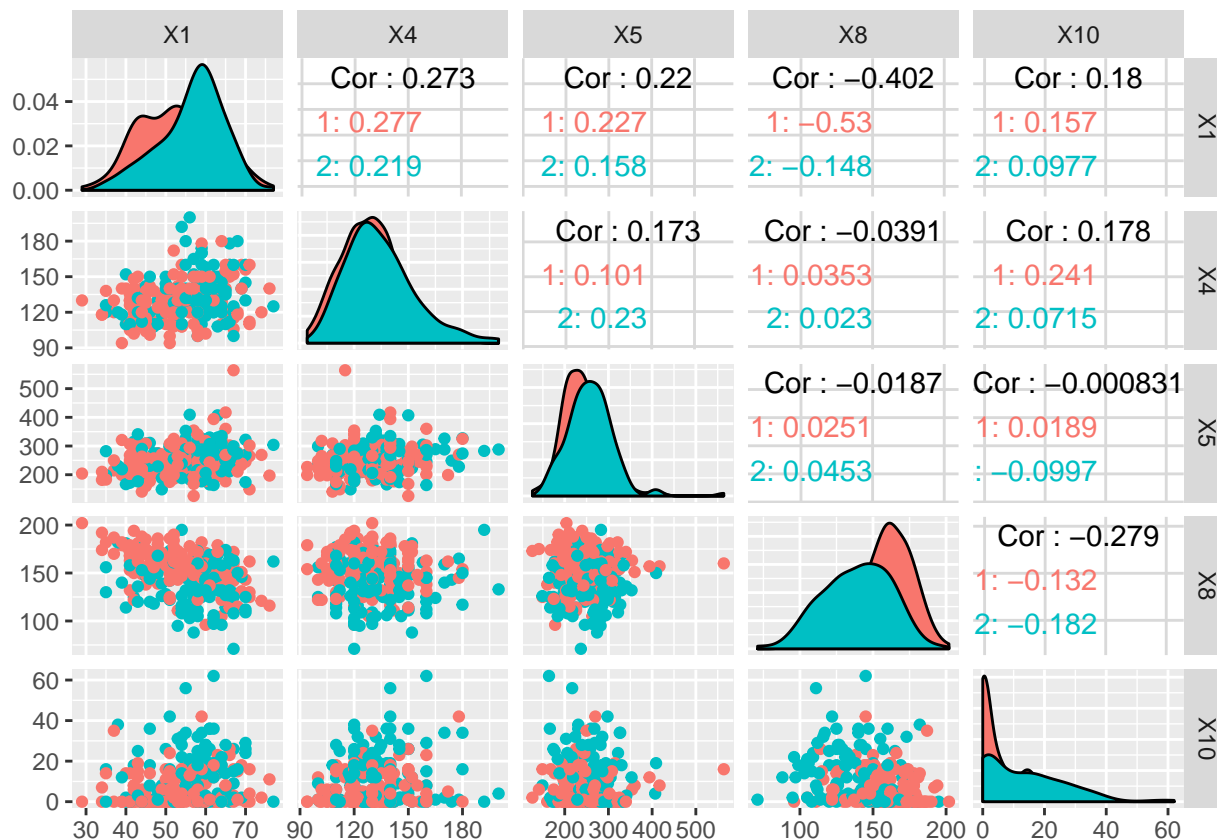 X1 X4 X5 X8 X10
0.04 Cor : 0.273 Cor : 0.22 Cor : −0.402 Cor : 0.18
0.02 1: 0.277 1: 0.227 1: −0.53 1: 0.157 X1
0.00 2: 0.219 2: 0.158 2: −0.148 2: 0.0977
180 Cor : 0.173 Cor : −0.0391 Cor : 0.178
150 1: 0.101 1: 0.0353 1: 0.241 X4
120 2: 0.23 2: 0.023 2: 0.0715
90
500 Cor : −0.0187 Cor : −0.000831
400 1: 0.0251 1: 0.0189 X5
300 2: 0.0453 : −0.0997
200
200 Cor : −0.279
150 1: −0.132 X8
100 2: −0.182
60
40 X10
20
0
30 40 50 60 70 90 120 150 180 200 300 400 500 100 150 200 0 20 40 60